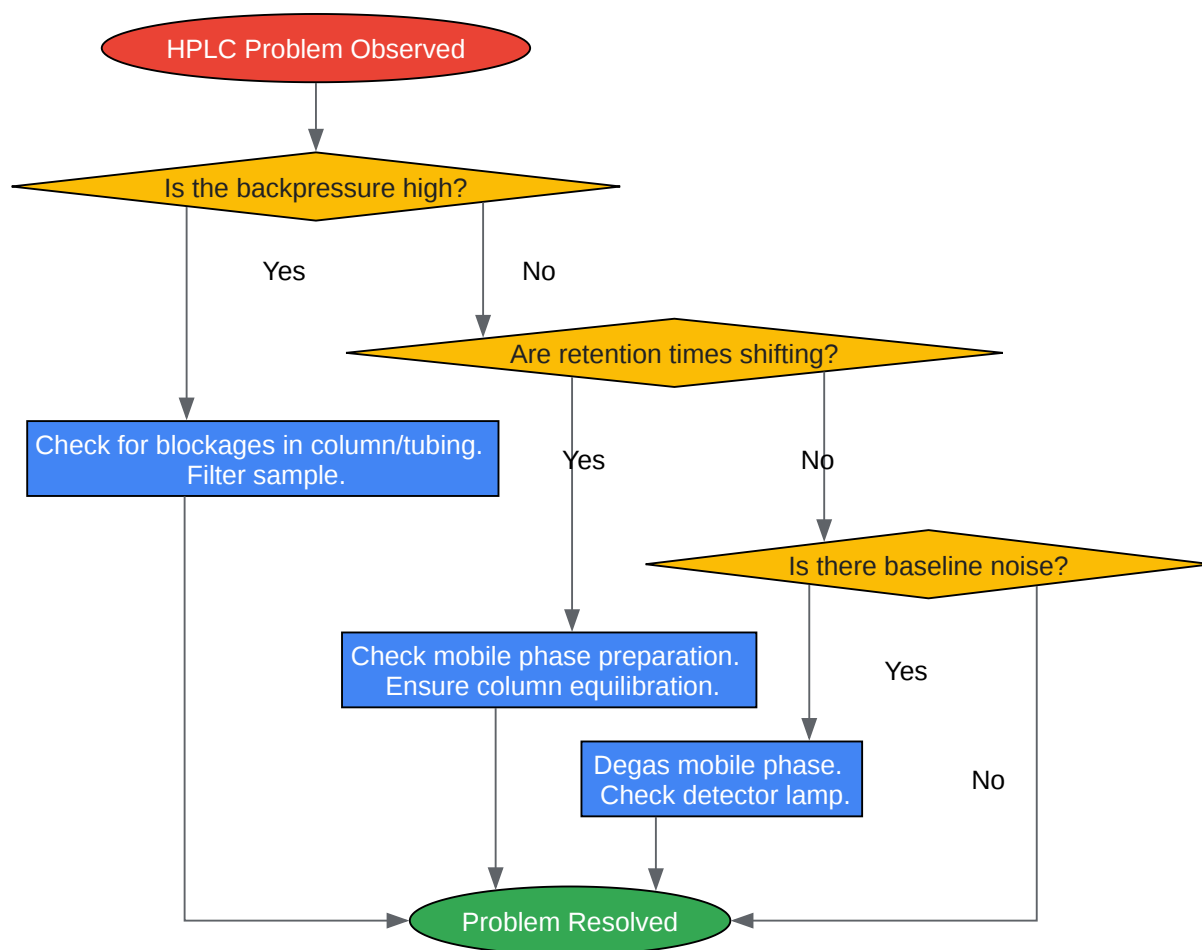 HPLC Problem Observed
Is the backpressure high?
Yes
No
Are retention times shifting?
Check for blockages in column/tubing.
Filter sample.
Yes
No
Is there baseline noise?
Check mobile phase preparation.
Ensure column equilibration.
Yes
Degas mobile phase.
Check detector lamp.
No
Problem Resolved